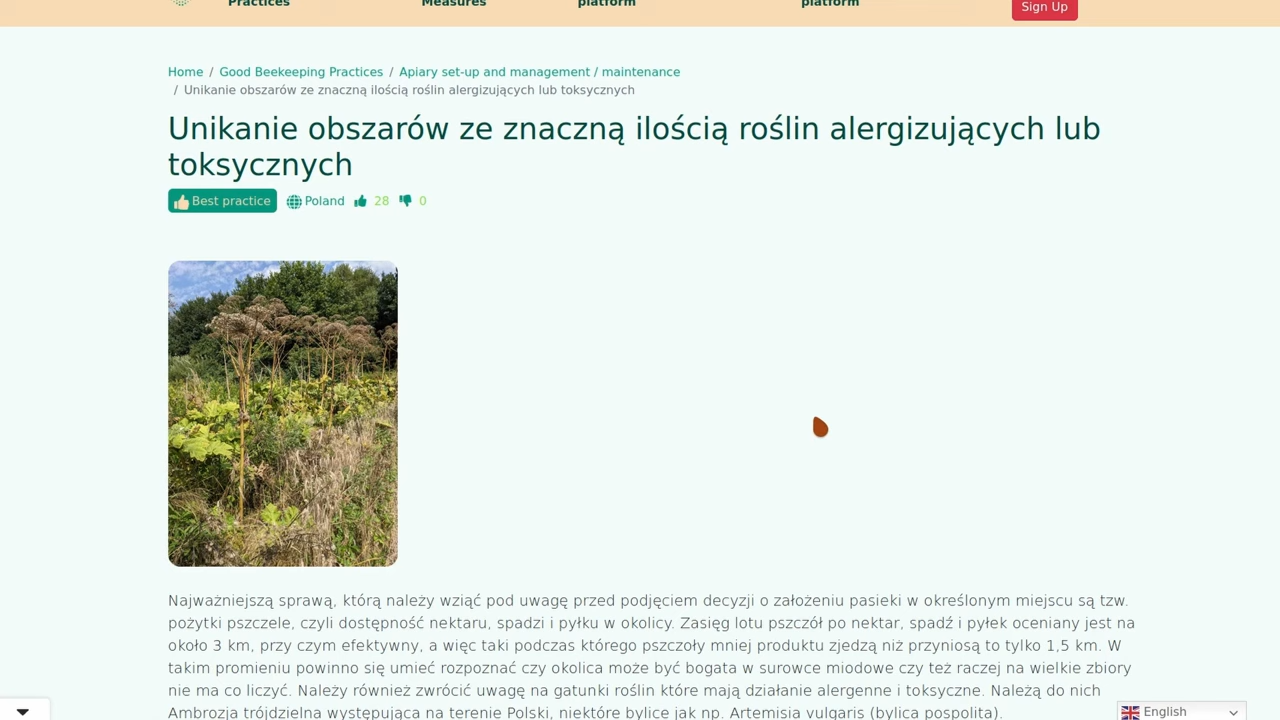 Practices Measures platform platform
Sign Up
Home / Good Beekeeping Practices / Apiary set-up and management / maintenance
/ Unikanie obszarów ze znaczną ilością roślin alergizujących lub toksycznych
Unikanie obszarów ze znaczną ilością roślin alergizujących lub
toksycznych
Best practice Poland 28 0
Najważniejszą sprawą, którą należy wziąć pod uwagę przed podjęciem decyzji o założeniu pasieki w określonym miejscu są tzw.
pożytki pszczele, czyli dostępność nektaru, spadzi i pyłku w okolicy. Zasięg lotu pszczół po nektar, spadź i pyłek oceniany jest na
około 3 km, przy czym efektywny, a więc taki podczas którego pszczoły mniej produktu zjedzą niż przyniosą to tylko 1,5 km. W
takim promieniu powinno się umieć rozpoznać czy okolica może być bogata w surowce miodowe czy też raczej na wielkie zbiory
nie ma co liczyć. Należy również zwrócić uwagę na gatunki roślin które mają działanie alergenne i toksyczne. Należą do nich
Ambrozja trójdzielna występująca na terenie Polski, niektóre bylice jak np. Artemisia vulgaris (bylica pospolita).
English